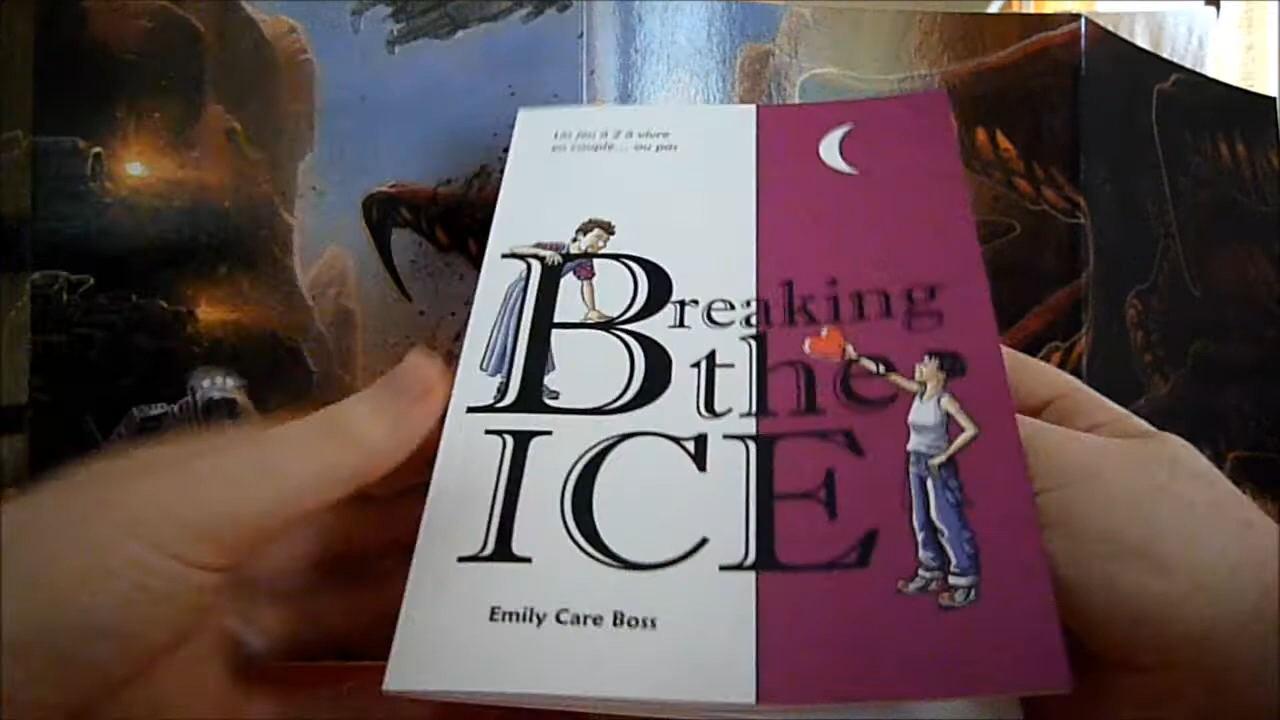 Un jeu à 2 à vivre
en couple... ou pas
Breaking
the
ICE
Emily Care Boss